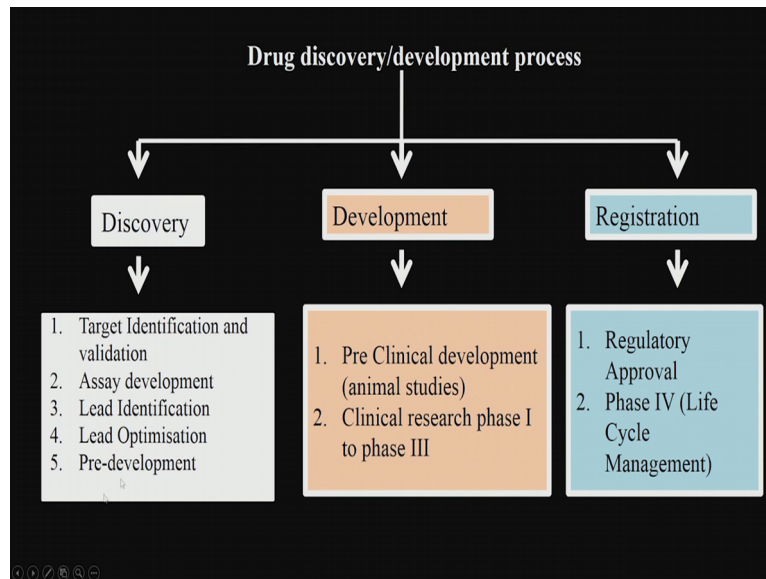 Drug discovery/development process
Discovery
Development
Registration
1. Target Identification and
validation
2. Assay development
3. Lead Identification
4. Lead Optimisation
5. Pre-development
1. Pre Clinical development
(animal studies)
2. Clinical research phase I
to phase III
1. Regulatory
Approval
2. Phase IV (Life
Cycle
Management)